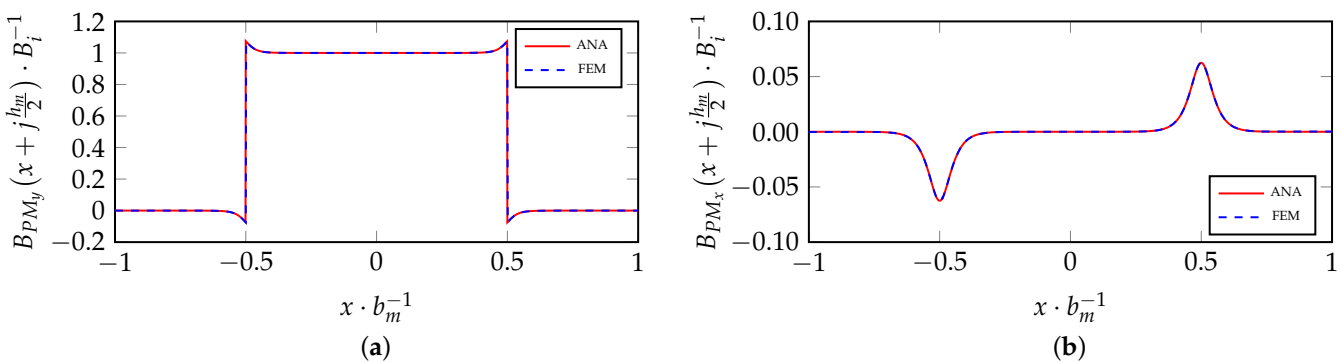 B_{PM_y}(x + j\frac{h_m}{2}) · B_i^{-1}
1.2
1
0.8
0.6
0.4
0.2
0
−0.2
−1
−0.5
0
0.5
1
x · b_m^{-1}
ANA
FEM
(a)
B_{PM_x}(x + j\frac{h_m}{2}) · B_i^{-1}
0.10
0.05
0.00
−0.05
−0.10
−1
−0.5
0
0.5
1
x · b_m^{-1}
ANA
FEM
(b)